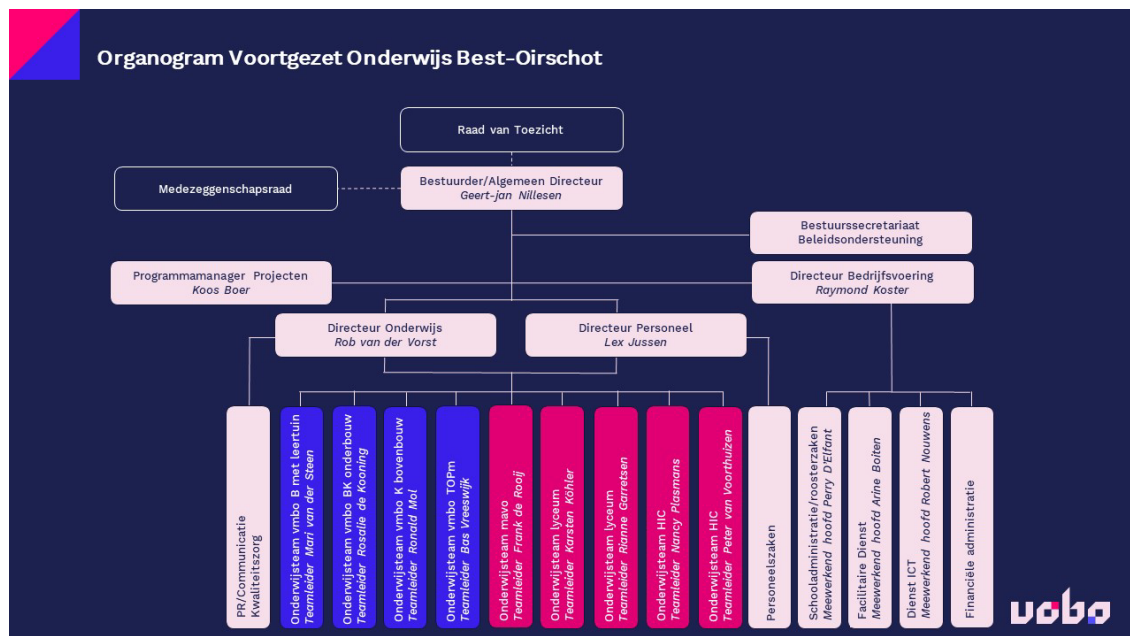 Organogram Voortgezet Onderwijs Best-Oirschot
Raad van Toezicht
Medezeggenschapsraad
Bestuurder/Algemeen Directeur
Geert-jan Nillesen
Bestuurssecretariaat
Beleidsondersteuning
Programmamanager Projecten
Koos Boer
Directeur Bedrijfsvoering
Raymond Koster
Directeur Onderwijs
Rob van der Vorst
Directeur Personeel
Lex Jussen
PR/Communicatie
Kwaliteitszorg
Onderwijsteam vmbo B met leertuin
Teamleider Mari van der Steen
Onderwijsteam vmbo BK onderbouw
Teamleider Rosalie de Kooning
Onderwijsteam vmbo K bovenbouw
Teamleider Ronald Mol
Onderwijsteam vmbo TOPm
Teamleider Bas Vreeswijk
Onderwijsteam mavo
Teamleider Frank de Rooij
Onderwijsteam lyceum
Teamleider Karsten Köhler
Onderwijsteam lyceum
Teamleider Rianne Garretsen
Onderwijsteam HIC
Teamleider Nancy Plasmans
Onderwijsteam HIC
Teamleider Peter van Voorthuizen
Personeelszaken
Schooladministratie/roosterzaken
Meewerkend hoofd Perry D'Elfant
Facilitaire Dienst
Meewerkend hoofd Arine Boiten
Dienst ICT
Meewerkend hoofd Robert Nouwens
Financiële administratie
vobo